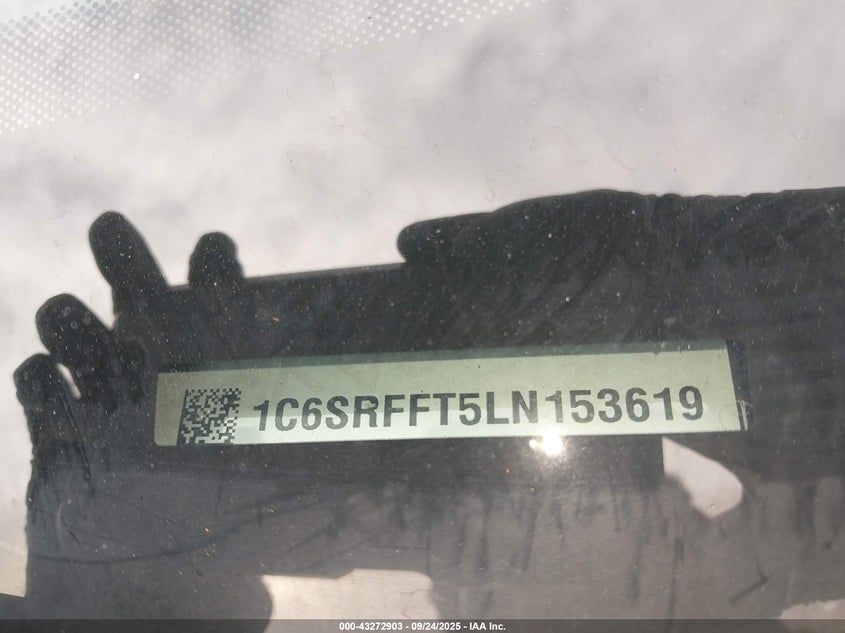 1C6SRFFT5LN153619
000-43272903 - 09/24/2025 - IAA Inc.